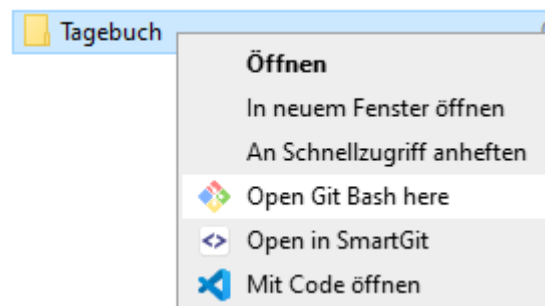 Tagebuch
Öffnen
In neuem Fenster öffnen
An Schnellzugriff anheften
Open Git Bash here
Open in SmartGit
Mit Code öffnen